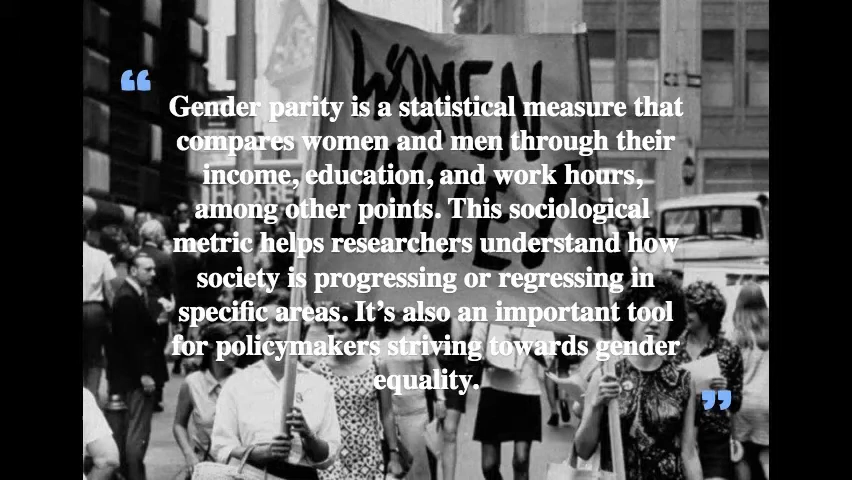 “
Gender parity is a statistical measure that
compares women and men through their
income, education, and work hours,
among other points. This sociological
metric helps researchers understand how
society is progressing or regressing in
specific areas. It’s also an important tool
for policymakers striving towards gender
equality.
”
WOMEN
UNITE!